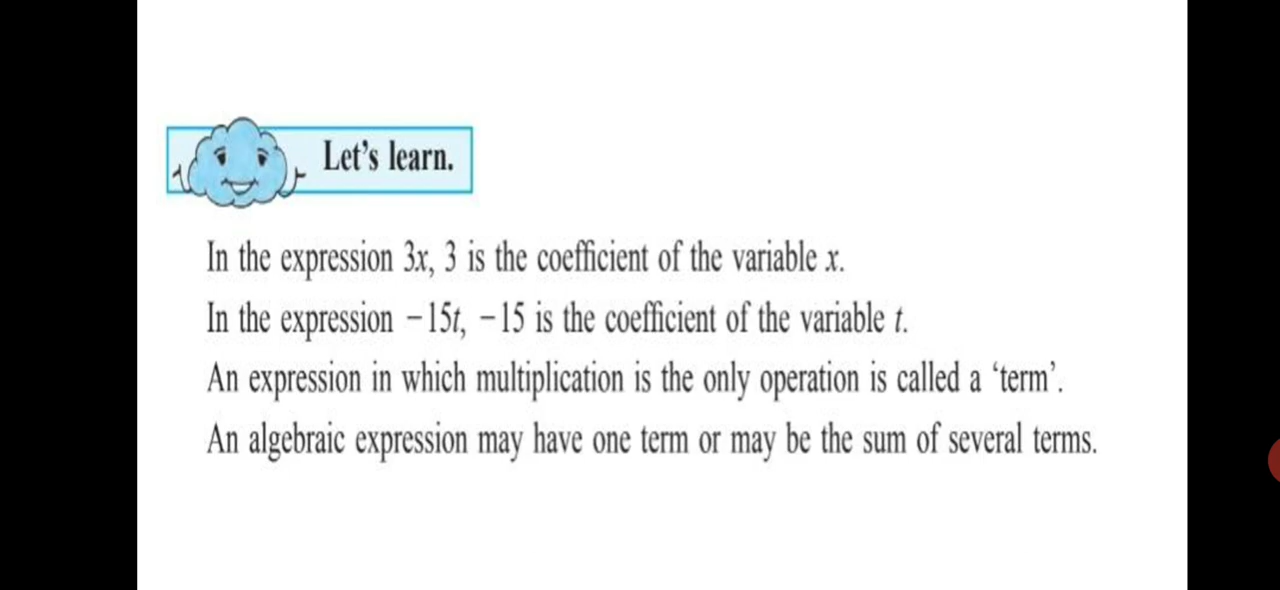 Let's learn.
In the expression 3x, 3 is the coefficient of the variable x.
In the expression −15t, −15 is the coefficient of the variable t.
An expression in which multiplication is the only operation is called a ‘term’.
An algebraic expression may have one term or may be the sum of several terms.